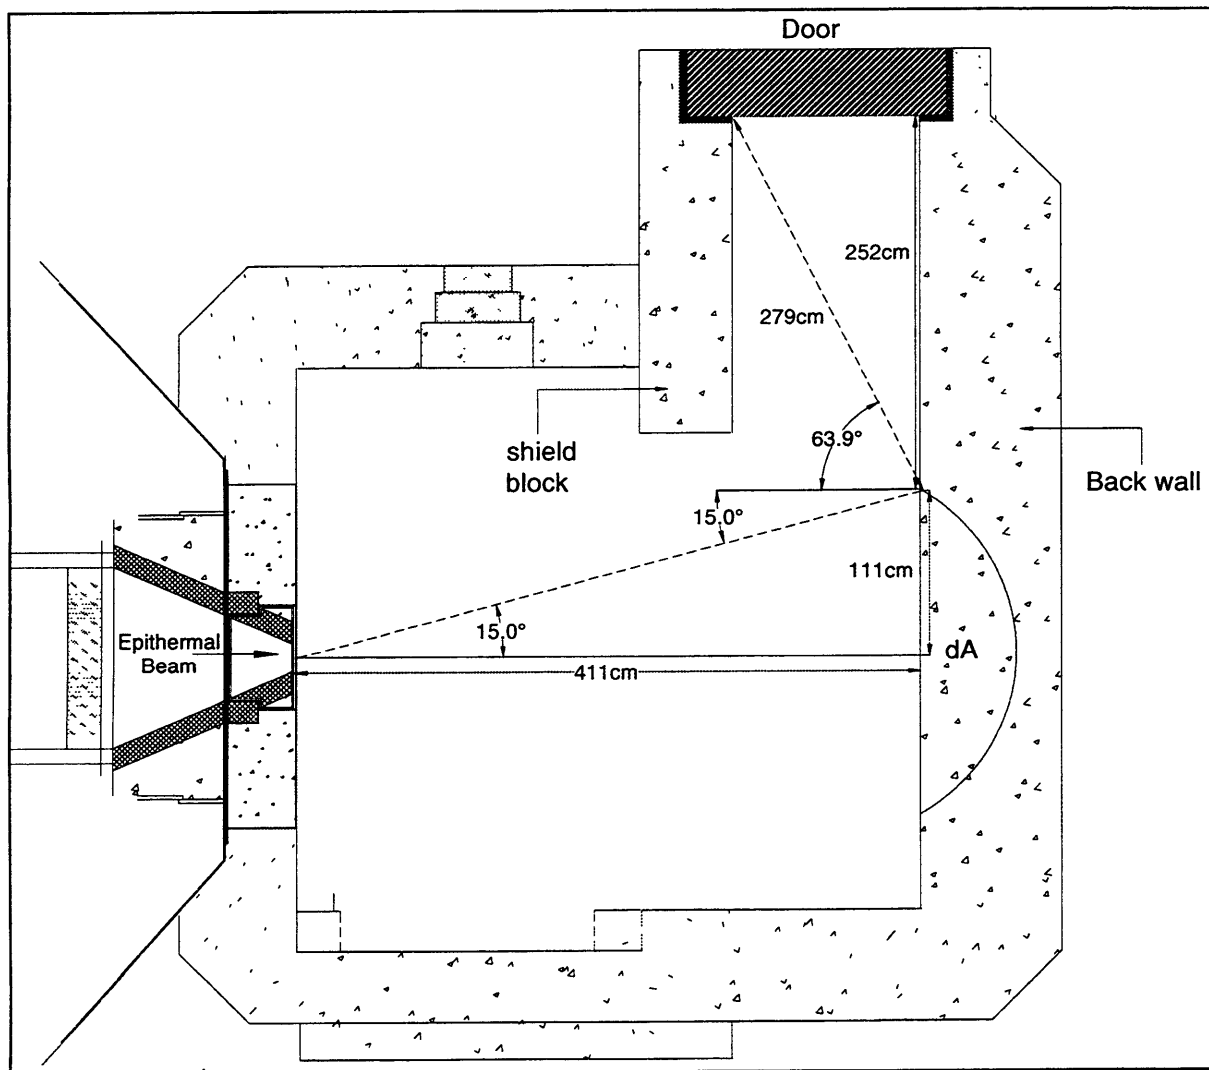 Door
252cm
279cm
63.9°
shield
block
Back wall
15.0°
111cm
15.0°
Epithermal
Beam
dA
411cm